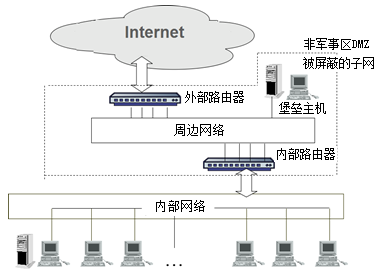 Internet
非军事区DMZ
被屏蔽的子网
外部路由器
堡垒主机
周边网络
内部路由器
内部网络
...